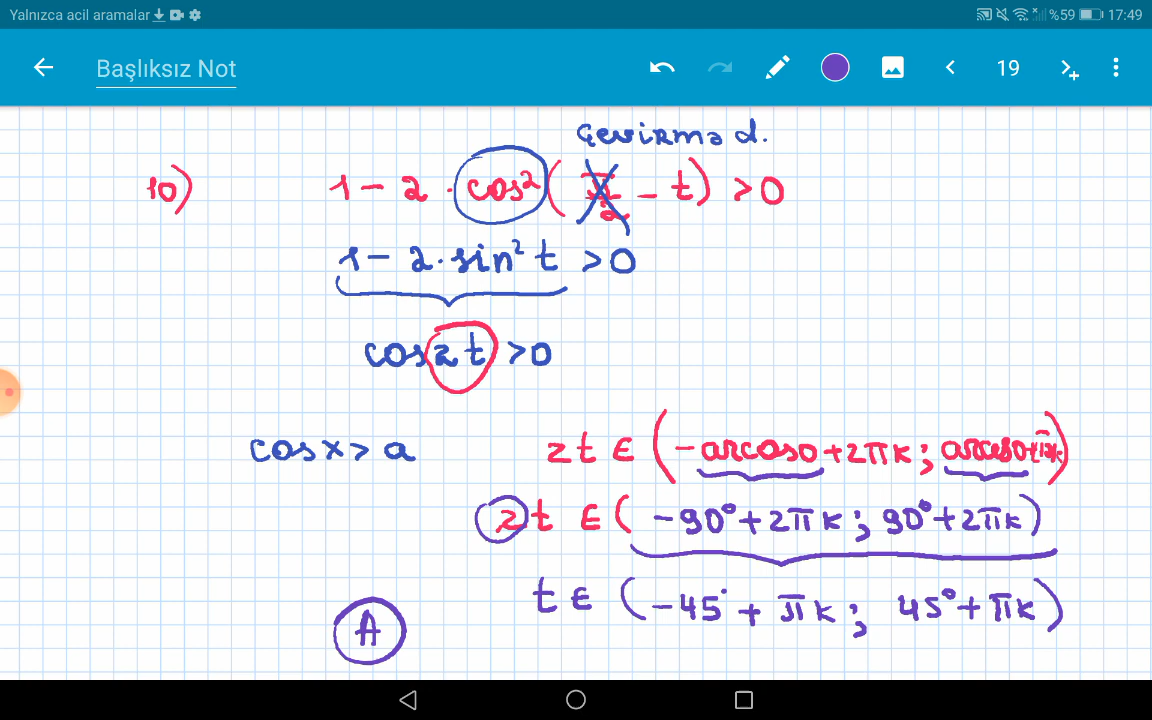 Yalnızca acil aramalar %59 17:49
Başlıksız Not 19
çevirmə d.
10) 1 - 2 · cos² (π/2 - t) > 0
1 - 2 · sin² t > 0
cos 2t > 0
cos x > a 2t ∈ (-arccos0 + 2πk ; arccos0 + 2πk)
2t ∈ (-90° + 2πk ; 90° + 2πk)
t ∈ (-45° + πk ; 45° + πk)
A